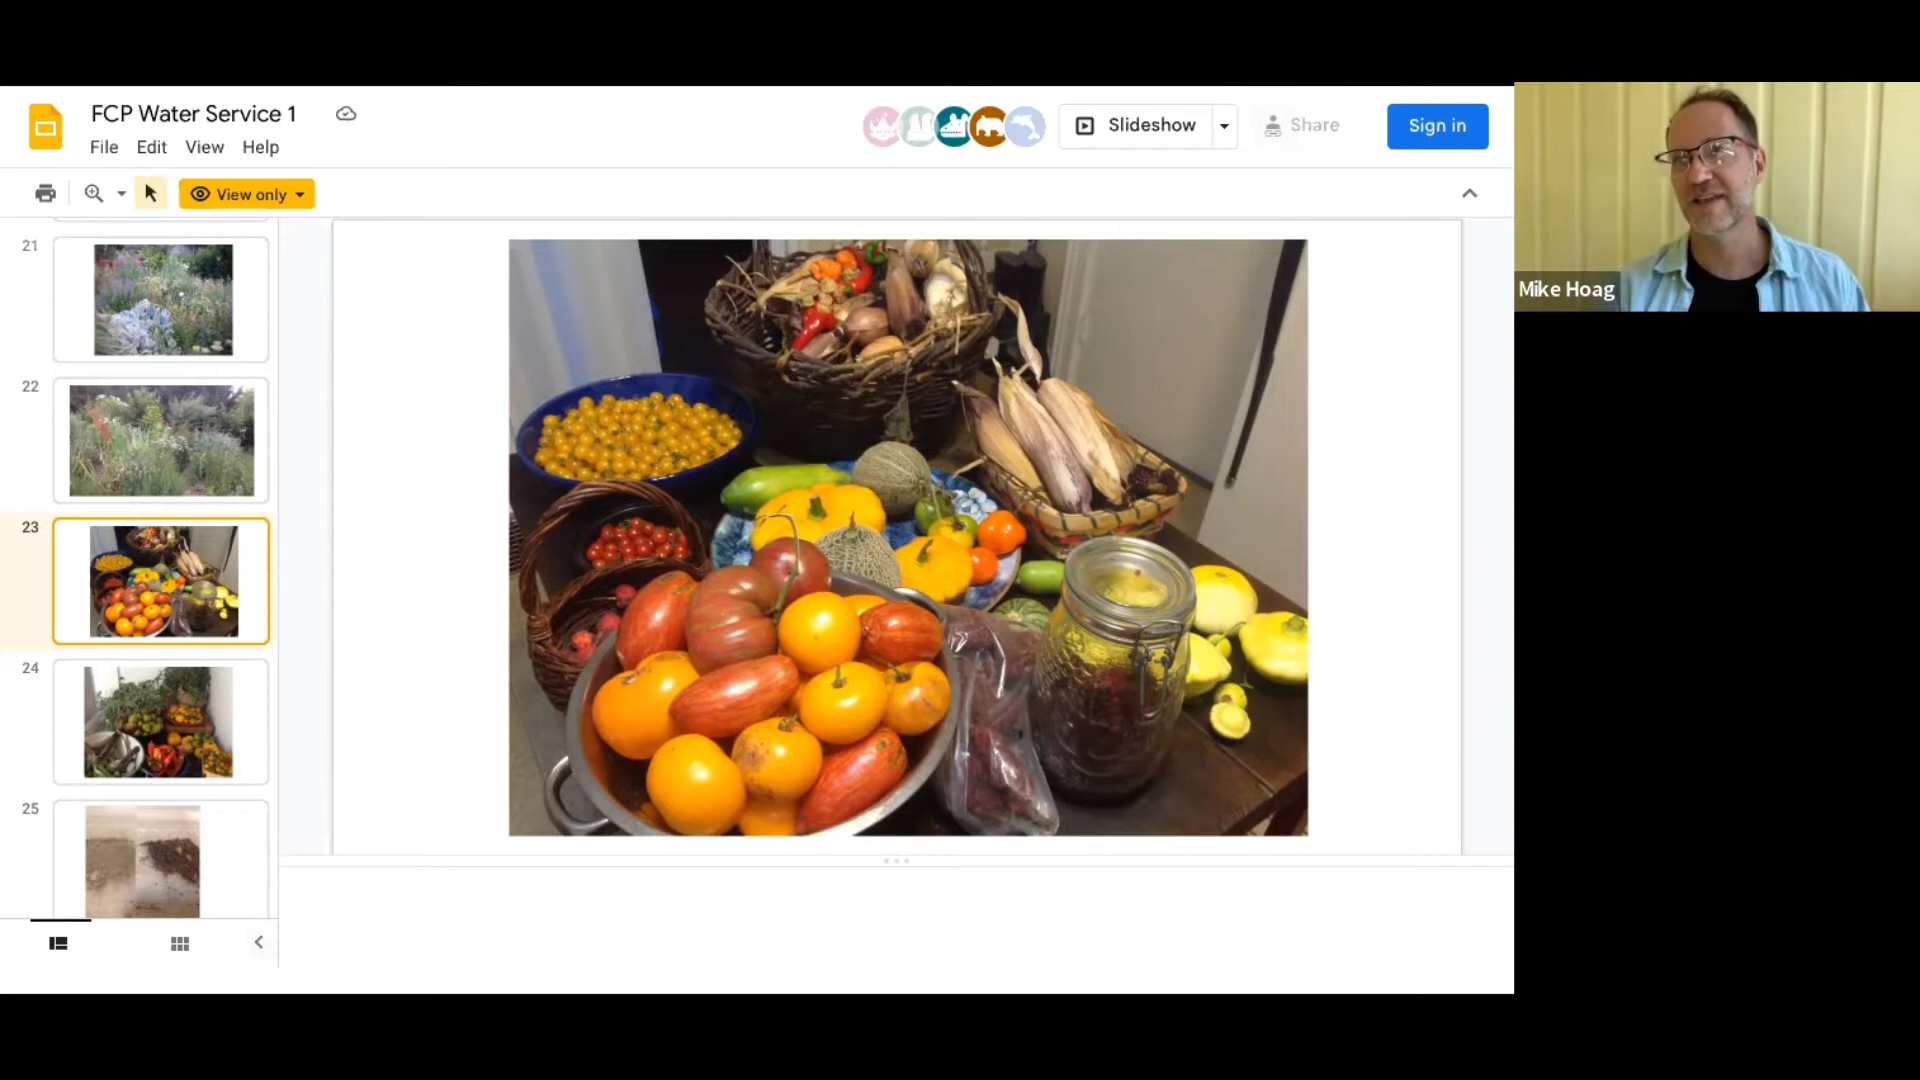 FCP Water Service 1
File Edit View Help
Slideshow
Share
Sign in
View only
21
22
23
24
25
Mike Hoag